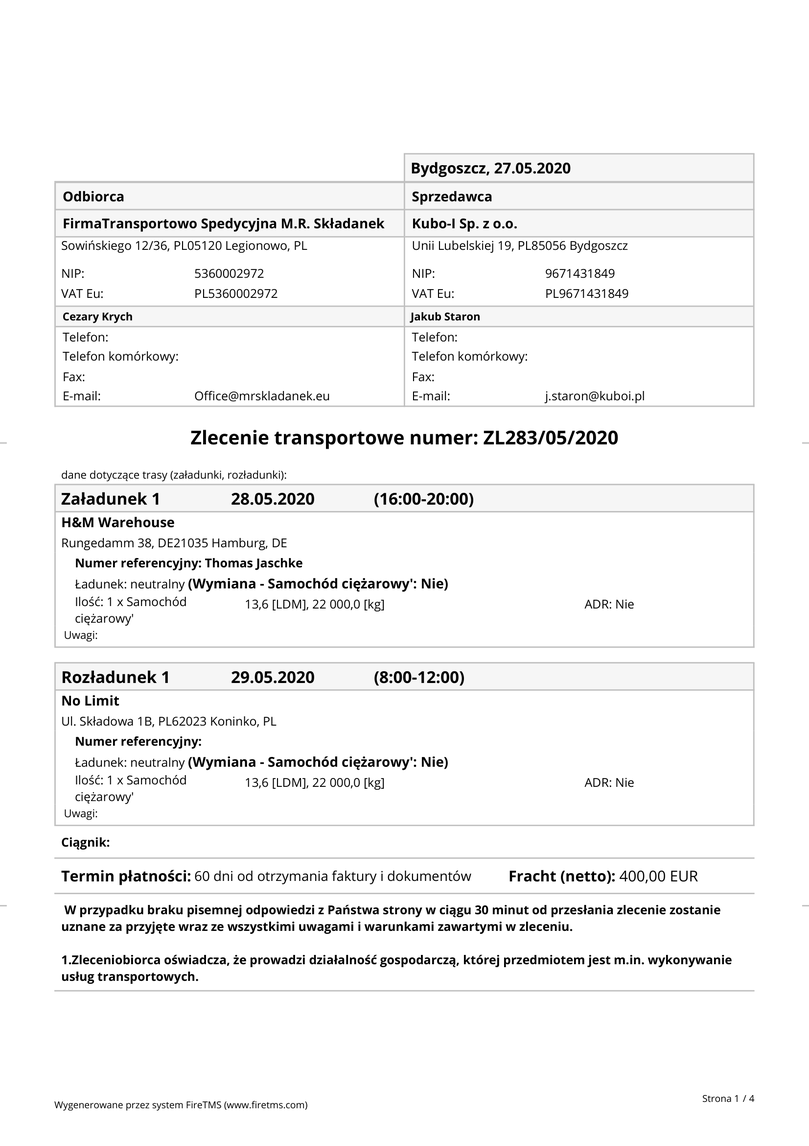 Bydgoszcz, 27.05.2020
Odbiorca
Sprzedawca
FirmaTransportowo Spedycyjna M.R. Składanek
Kubo-I Sp. z o.o.
Sowińskiego 12/36, PL05120 Legionowo, PL
Unii Lubelskiej 19, PL85056 Bydgoszcz
NIP: 5360002972
NIP: 9671431849
VAT Eu: PL5360002972
VAT Eu: PL9671431849
Cezary Krych
Jakub Staron
Telefon:
Telefon:
Telefon komórkowy:
Telefon komórkowy:
Fax:
Fax:
E-mail: Office@mrskladanek.eu
E-mail: j.staron@kuboi.pl
Zlecenie transportowe numer: ZL283/05/2020
dane dotyczące trasy (załadunki, rozładunki):
Załadunek 1 28.05.2020 (16:00-20:00)
H&M Warehouse
Rungedamm 38, DE21035 Hamburg, DE
Numer referencyjny: Thomas Jaschke
Ładunek: neutralny (Wymiana - Samochód ciężarowy': Nie)
Ilość: 1 x Samochód
ciężarowy'
13,6 [LDM], 22 000,0 [kg] ADR: Nie
Uwagi:
Rozładunek 1 29.05.2020 (8:00-12:00)
No Limit
Ul. Składowa 1B, PL62023 Koninko, PL
Numer referencyjny:
Ładunek: neutralny (Wymiana - Samochód ciężarowy': Nie)
Ilość: 1 x Samochód
ciężarowy'
13,6 [LDM], 22 000,0 [kg] ADR: Nie
Uwagi:
Ciągnik:
Termin płatności: 60 dni od otrzymania faktury i dokumentów Fracht (netto): 400,00 EUR
W przypadku braku pisemnej odpowiedzi z Państwa strony w ciągu 30 minut od przesłania zlecenie zostanie
uznane za przyjęte wraz ze wszystkimi uwagami i warunkami zawartymi w zleceniu.
1.Zleceniobiorca oświadcza, że prowadzi działalność gospodarczą, której przedmiotem jest m.in. wykonywanie
usług transportowych.
Wygenerowane przez system FireTMS (www.firetms.com)
Strona 1 / 4